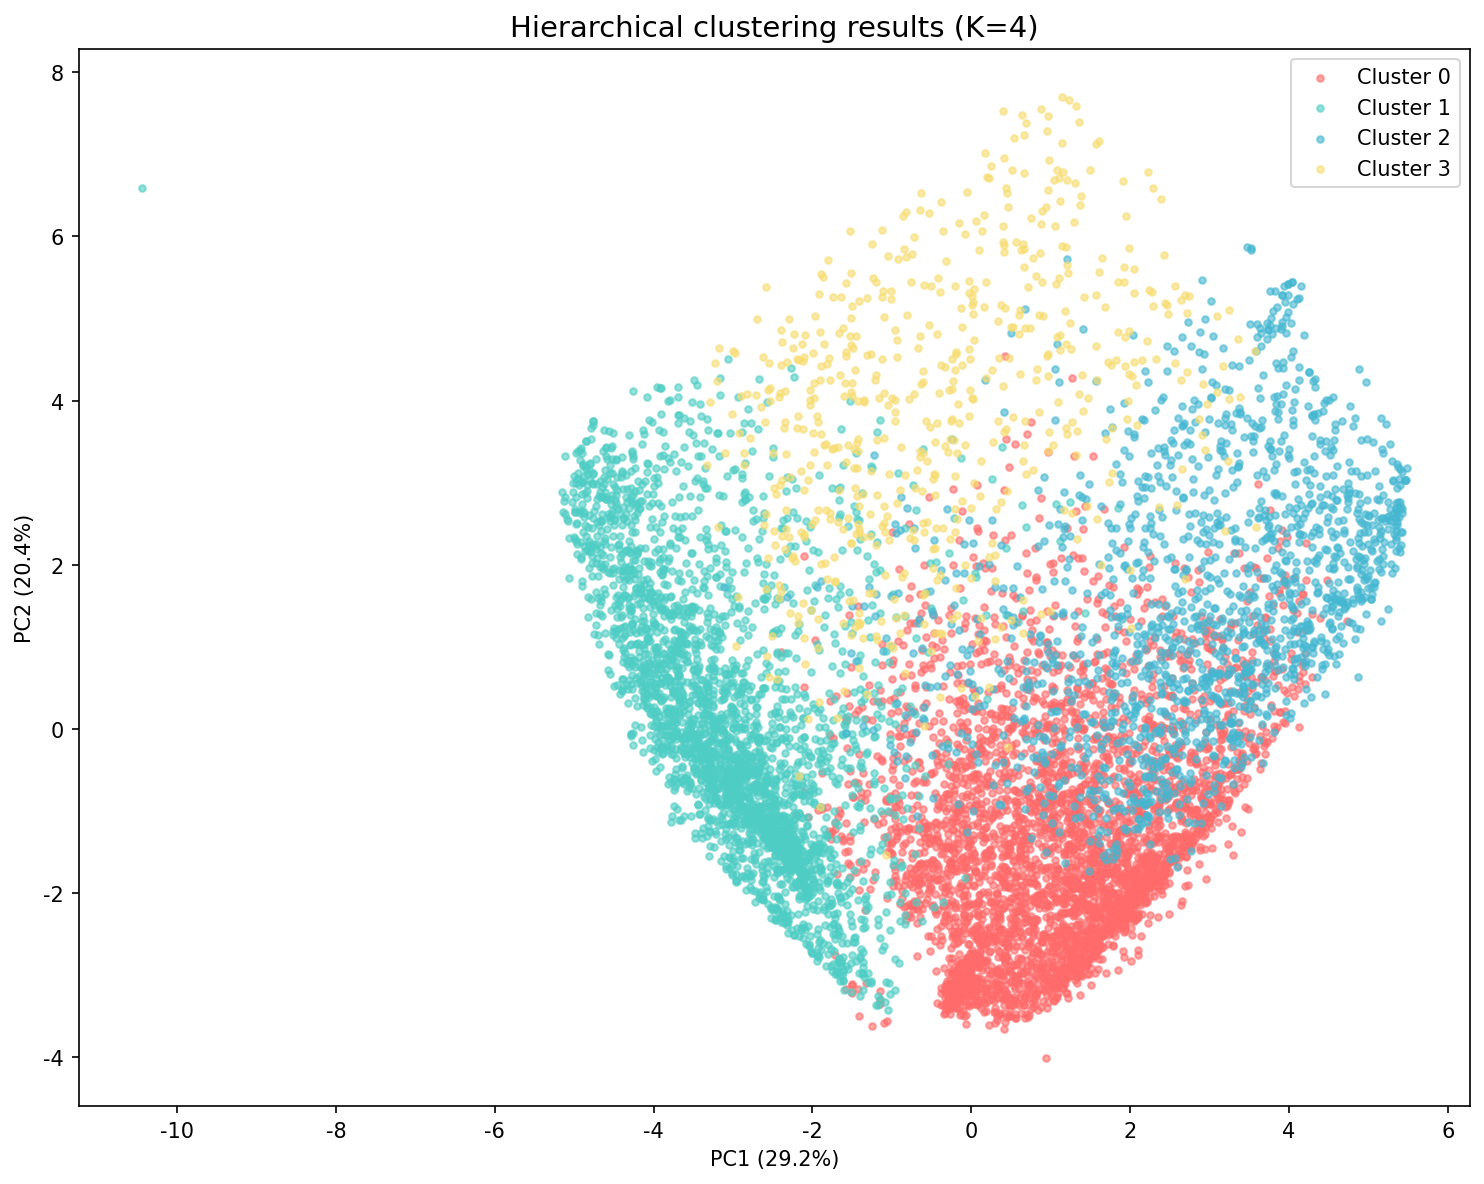 Hierarchical clustering results (K=4)
Cluster 0
Cluster 1
Cluster 2
Cluster 3
8
6
4
2
0
-2
-4
PC2 (20.4%)
-10
-8
-6
-4
-2
0
2
4
6
PC1 (29.2%)